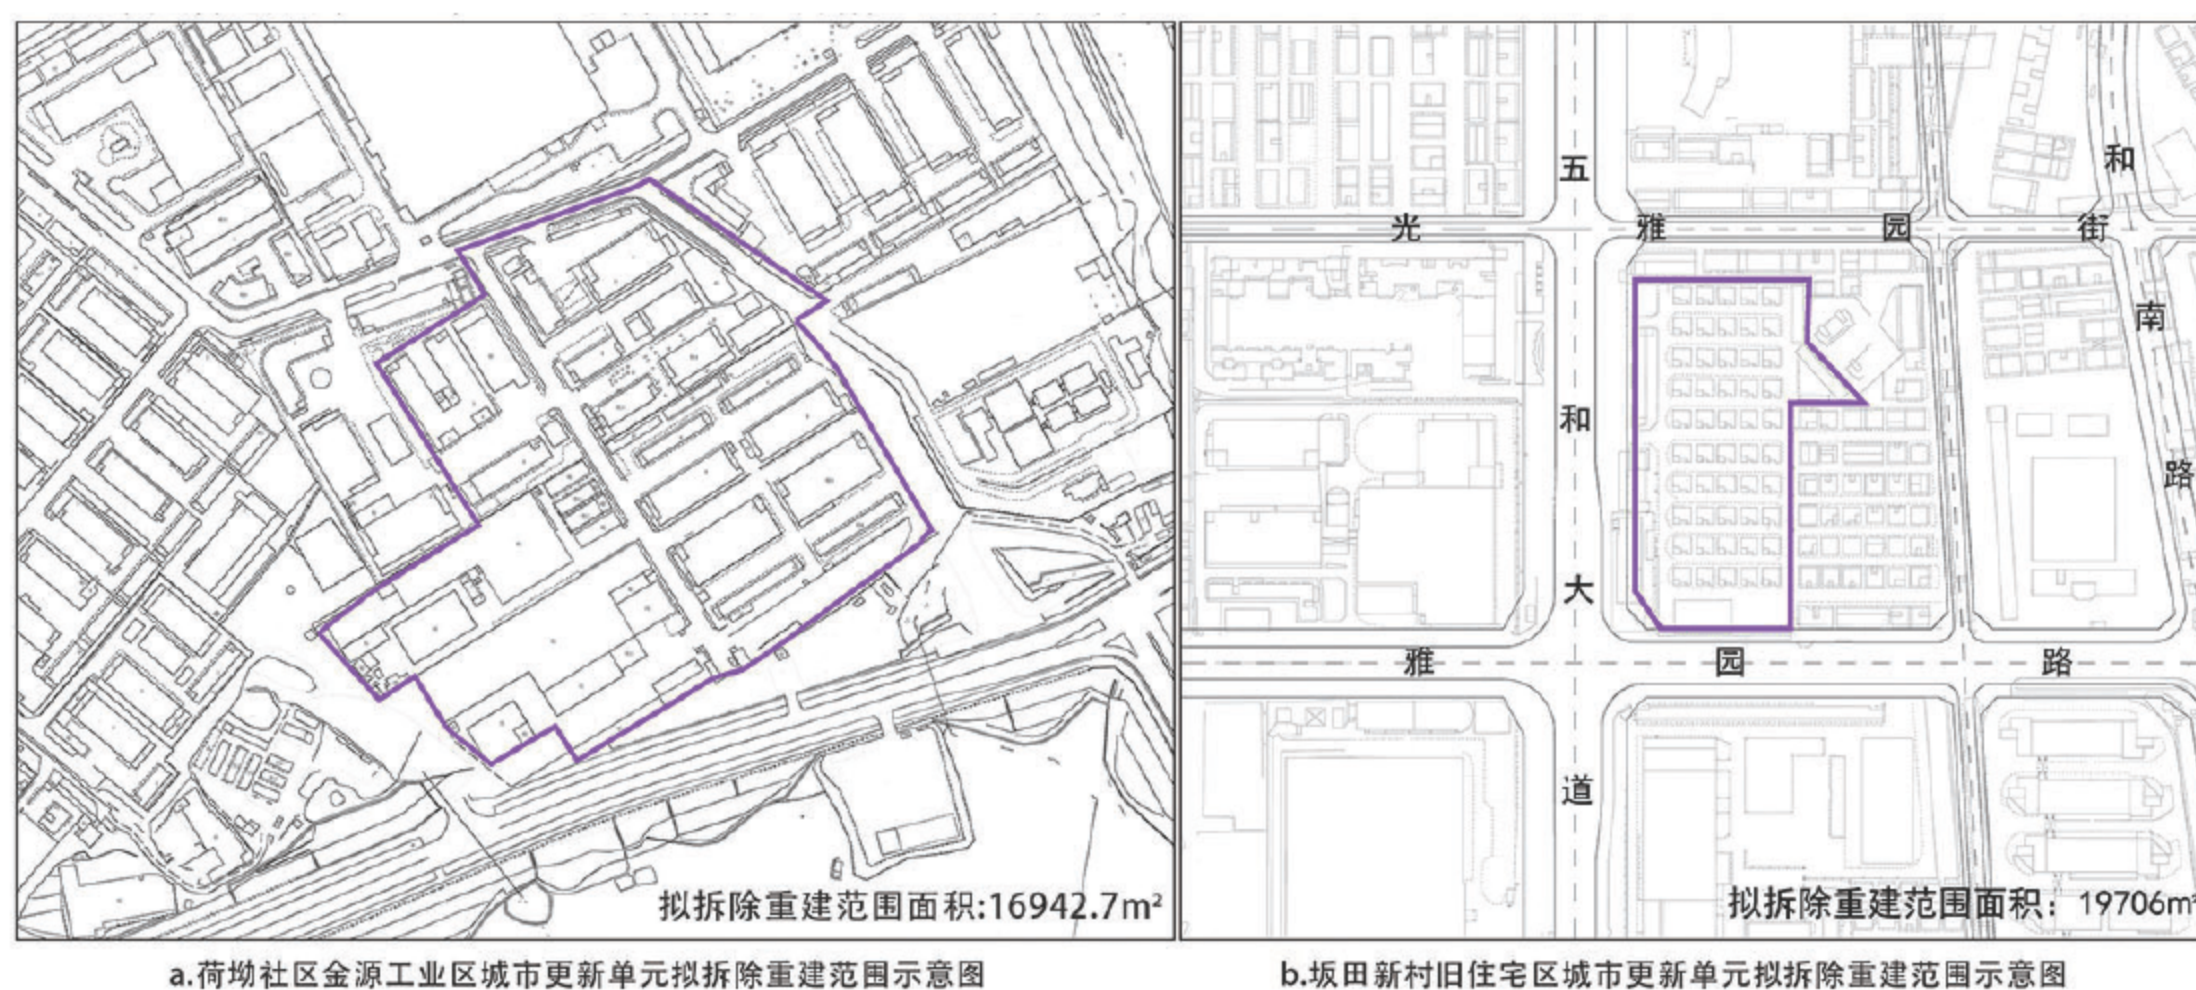 五
和
大
道
光雅园街
和
南
路
雅园路
拟拆除重建范围面积:16942.7m²
拟拆除重建范围面积：19706m²
a.荷坳社区金源工业区城市更新单元拟拆除重建范围示意图
b.坂田新村旧住宅区城市更新单元拟拆除重建范围示意图